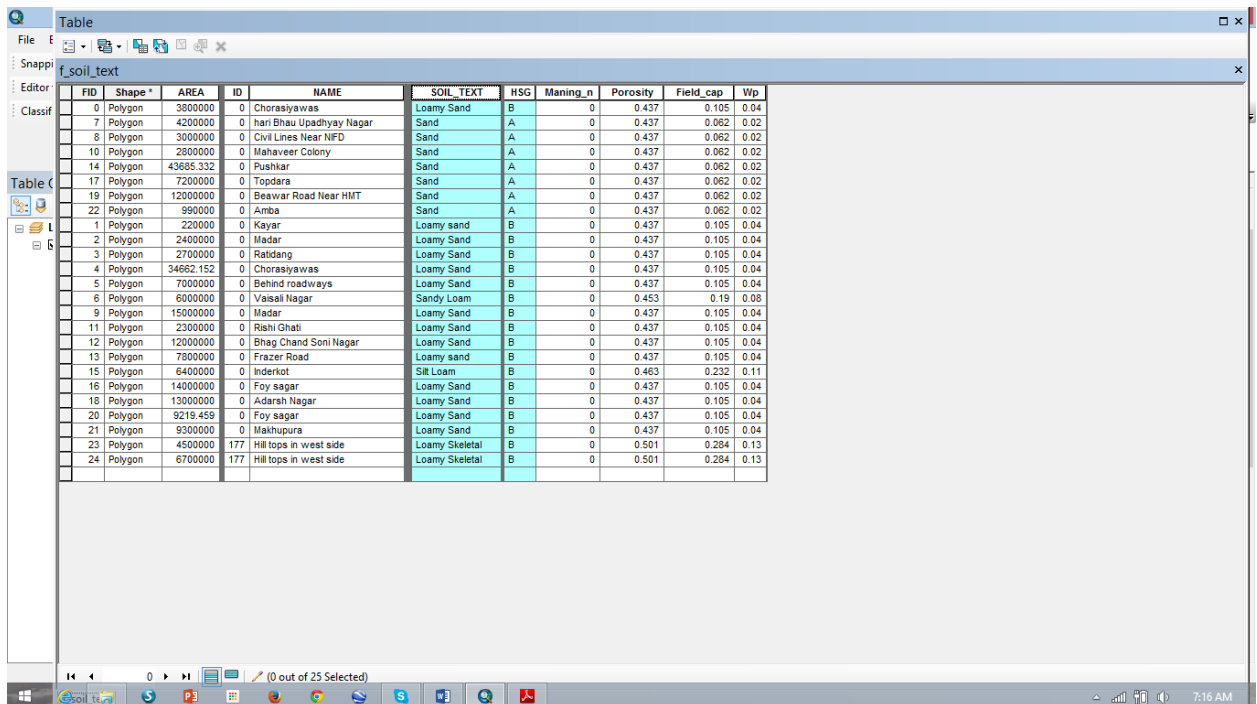 Table
File E
Snappi
f_soil_text
Editor
Classif
Table C
L
FID Shape * AREA ID NAME SOIL_TEXT HSG Maning_n Porosity Field_cap Wp
0 Polygon 3800000 0 Chorasiyawas Loamy Sand B 0 0.437 0.105 0.04
7 Polygon 4200000 0 hari Bhau Upadhyay Nagar Sand A 0 0.437 0.062 0.02
8 Polygon 3000000 0 Civil Lines Near NIFD Sand A 0 0.437 0.062 0.02
10 Polygon 2800000 0 Mahaveer Colony Sand A 0 0.437 0.062 0.02
14 Polygon 43685.332 0 Pushkar Sand A 0 0.437 0.062 0.02
17 Polygon 7200000 0 Topdara Sand A 0 0.437 0.062 0.02
19 Polygon 12000000 0 Beawar Road Near HMT Sand A 0 0.437 0.062 0.02
22 Polygon 990000 0 Amba Sand A 0 0.437 0.062 0.02
1 Polygon 220000 0 Kayar Loamy sand B 0 0.437 0.105 0.04
2 Polygon 2400000 0 Madar Loamy Sand B 0 0.437 0.105 0.04
3 Polygon 2700000 0 Ratidang Loamy Sand B 0 0.437 0.105 0.04
4 Polygon 34662.152 0 Chorasiyawas Loamy Sand B 0 0.437 0.105 0.04
5 Polygon 7000000 0 Behind roadways Loamy Sand B 0 0.437 0.105 0.04
6 Polygon 6000000 0 Vaisali Nagar Sandy Loam B 0 0.453 0.19 0.08
9 Polygon 15000000 0 Madar Loamy Sand B 0 0.437 0.105 0.04
11 Polygon 2300000 0 Rishi Ghati Loamy Sand B 0 0.437 0.105 0.04
12 Polygon 12000000 0 Bhag Chand Soni Nagar Loamy Sand B 0 0.437 0.105 0.04
13 Polygon 7800000 0 Frazer Road Loamy sand B 0 0.437 0.105 0.04
15 Polygon 6400000 0 Inderkot Silt Loam B 0 0.463 0.232 0.11
16 Polygon 14000000 0 Foy sagar Loamy Sand B 0 0.437 0.105 0.04
18 Polygon 13000000 0 Adarsh Nagar Loamy Sand B 0 0.437 0.105 0.04
20 Polygon 9219.459 0 Foy sagar Loamy Sand B 0 0.437 0.105 0.04
21 Polygon 9300000 0 Makhupura Loamy Sand B 0 0.437 0.105 0.04
23 Polygon 4500000 177 Hill tops in west side Loamy Skeletal B 0 0.501 0.284 0.13
24 Polygon 6700000 177 Hill tops in west side Loamy Skeletal B 0 0.501 0.284 0.13
0 (0 out of 25 Selected)
7:16 AM